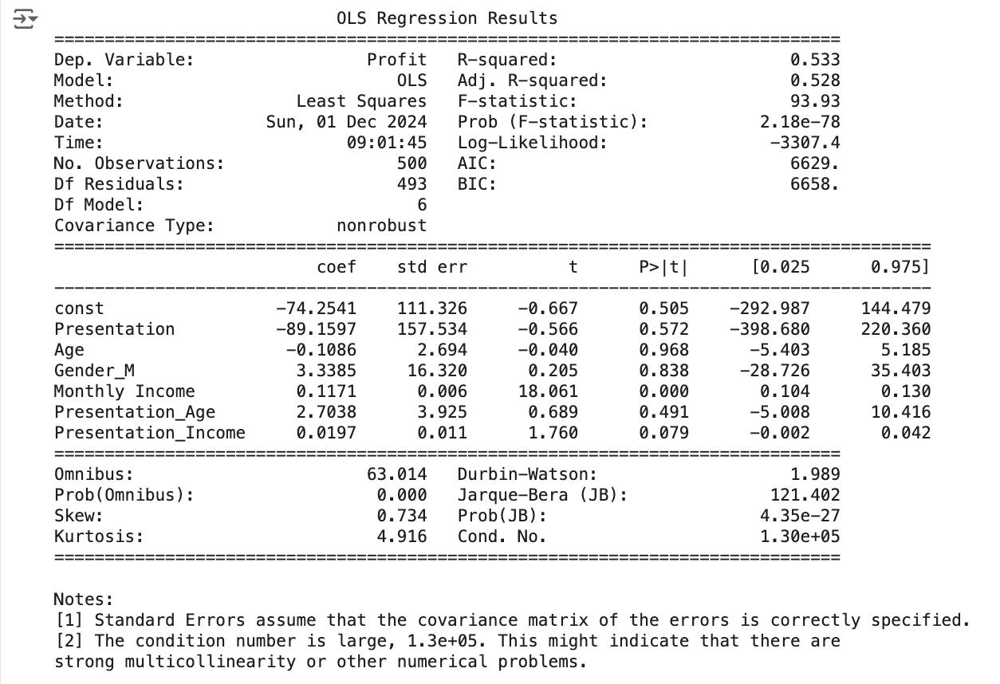 OLS Regression Results
==============================================================================
Dep. Variable:                 Profit   R-squared:                       0.533
Model:                            OLS   Adj. R-squared:                  0.528
Method:                 Least Squares   F-statistic:                     93.93
Date:                Sun, 01 Dec 2024   Prob (F-statistic):           2.18e-78
Time:                        09:01:45   Log-Likelihood:                -3307.4
No. Observations:                 500   AIC:                             6629.
Df Residuals:                     493   BIC:                             6658.
Df Model:                           6
Covariance Type:            nonrobust
=======================================================================================
                          coef    std err          t      P>|t|      [0.025      0.975]
---------------------------------------------------------------------------------------
const                 -74.2541    111.326     -0.667      0.505    -292.987     144.479
Presentation          -89.1597    157.534     -0.566      0.572    -398.680     220.360
Age                    -0.1086      2.694     -0.040      0.968      -5.403       5.185
Gender_M                3.3385     16.320      0.205      0.838     -28.726      35.403
Monthly Income          0.1171      0.006     18.061      0.000       0.104       0.130
Presentation_Age        2.7038      3.925      0.689      0.491      -5.008      10.416
Presentation_Income     0.0197      0.011      1.760      0.079      -0.002       0.042
==============================================================================
Omnibus:                       63.014   Durbin-Watson:                   1.989
Prob(Omnibus):                  0.000   Jarque-Bera (JB):              121.402
Skew:                           0.734   Prob(JB):                     4.35e-27
Kurtosis:                       4.916   Cond. No.                     1.30e+05
==============================================================================
Notes:
[1] Standard Errors assume that the covariance matrix of the errors is correctly specified.
[2] The condition number is large, 1.3e+05. This might indicate that there are
strong multicollinearity or other numerical problems.